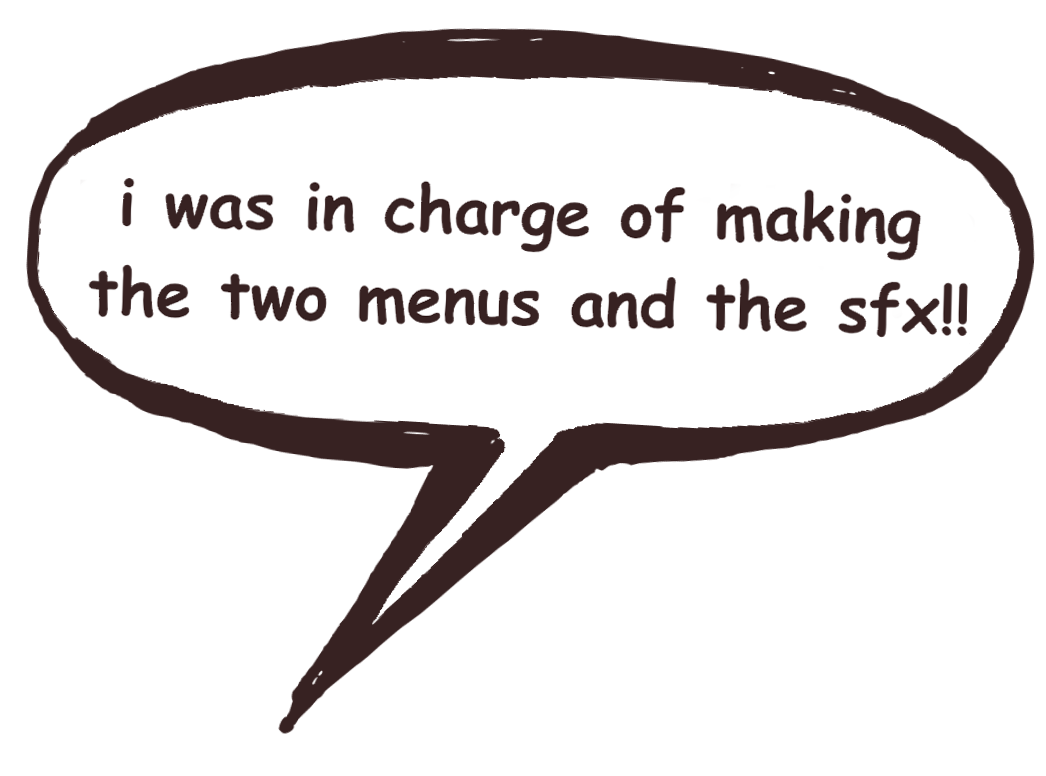 i was in charge of making
the two menus and the sfx!!